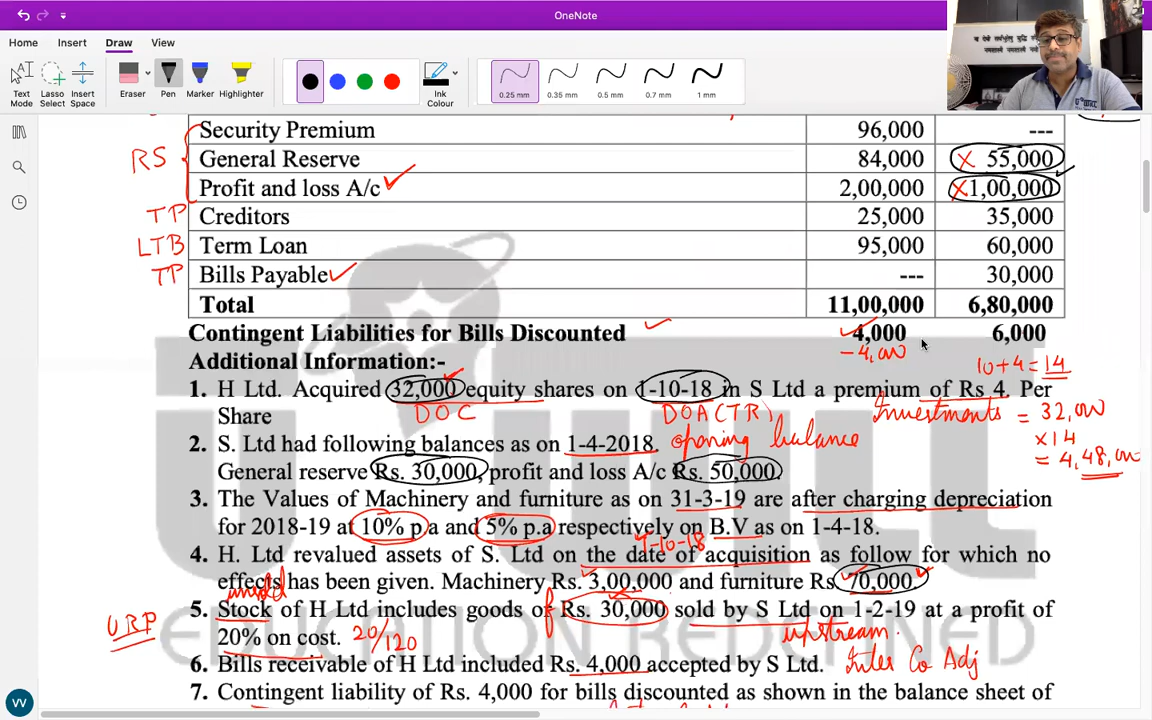 OneNote
Home Insert Draw View
Text Mode Lasso Select Insert Space Eraser Pen Marker Highlighter Ink Colour 0.25 mm 0.35 mm 0.5 mm 0.7 mm 1 mm
Security Premium 96,000 ---
RS General Reserve 84,000 X 55,000
Profit and loss A/c 2,00,000 X 1,00,000
TP Creditors 25,000 35,000
LTB Term Loan 95,000 60,000
TP Bills Payable --- 30,000
Total 11,00,000 6,80,000
Contingent Liabilities for Bills Discounted 4,000 6,000
-4,000
Additional Information:-
10+4=14
1. H Ltd. Acquired 32,000 equity shares on 1-10-18 in S Ltd a premium of Rs 4. Per
Share DOC DOA (TR) Investments = 32,000
×14
= 4,48,000
2. S. Ltd had following balances as on 1-4-2018. opening balance
General reserve Rs. 30,000, profit and loss A/c Rs. 50,000.
3. The Values of Machinery and furniture as on 31-3-19 are after charging depreciation
for 2018-19 at 10% p.a and 5% p.a respectively on B.V as on 1-4-18.
1-10-18
4. H. Ltd revalued assets of S. Ltd on the date of acquisition as follow for which no
effects has been given. Machinery Rs. 3,00,000 and furniture Rs 70,000
5. Stock of H Ltd includes goods of Rs. 30,000 sold by S Ltd on 1-2-19 at a profit of
URP 20% on cost. 20/120 upstream.
6. Bills receivable of H Ltd included Rs. 4,000 accepted by S Ltd. Inter Co Adj
7. Contingent liability of Rs. 4,000 for bills discounted as shown in the balance sheet of
VV
EDUCATION REDEFINED